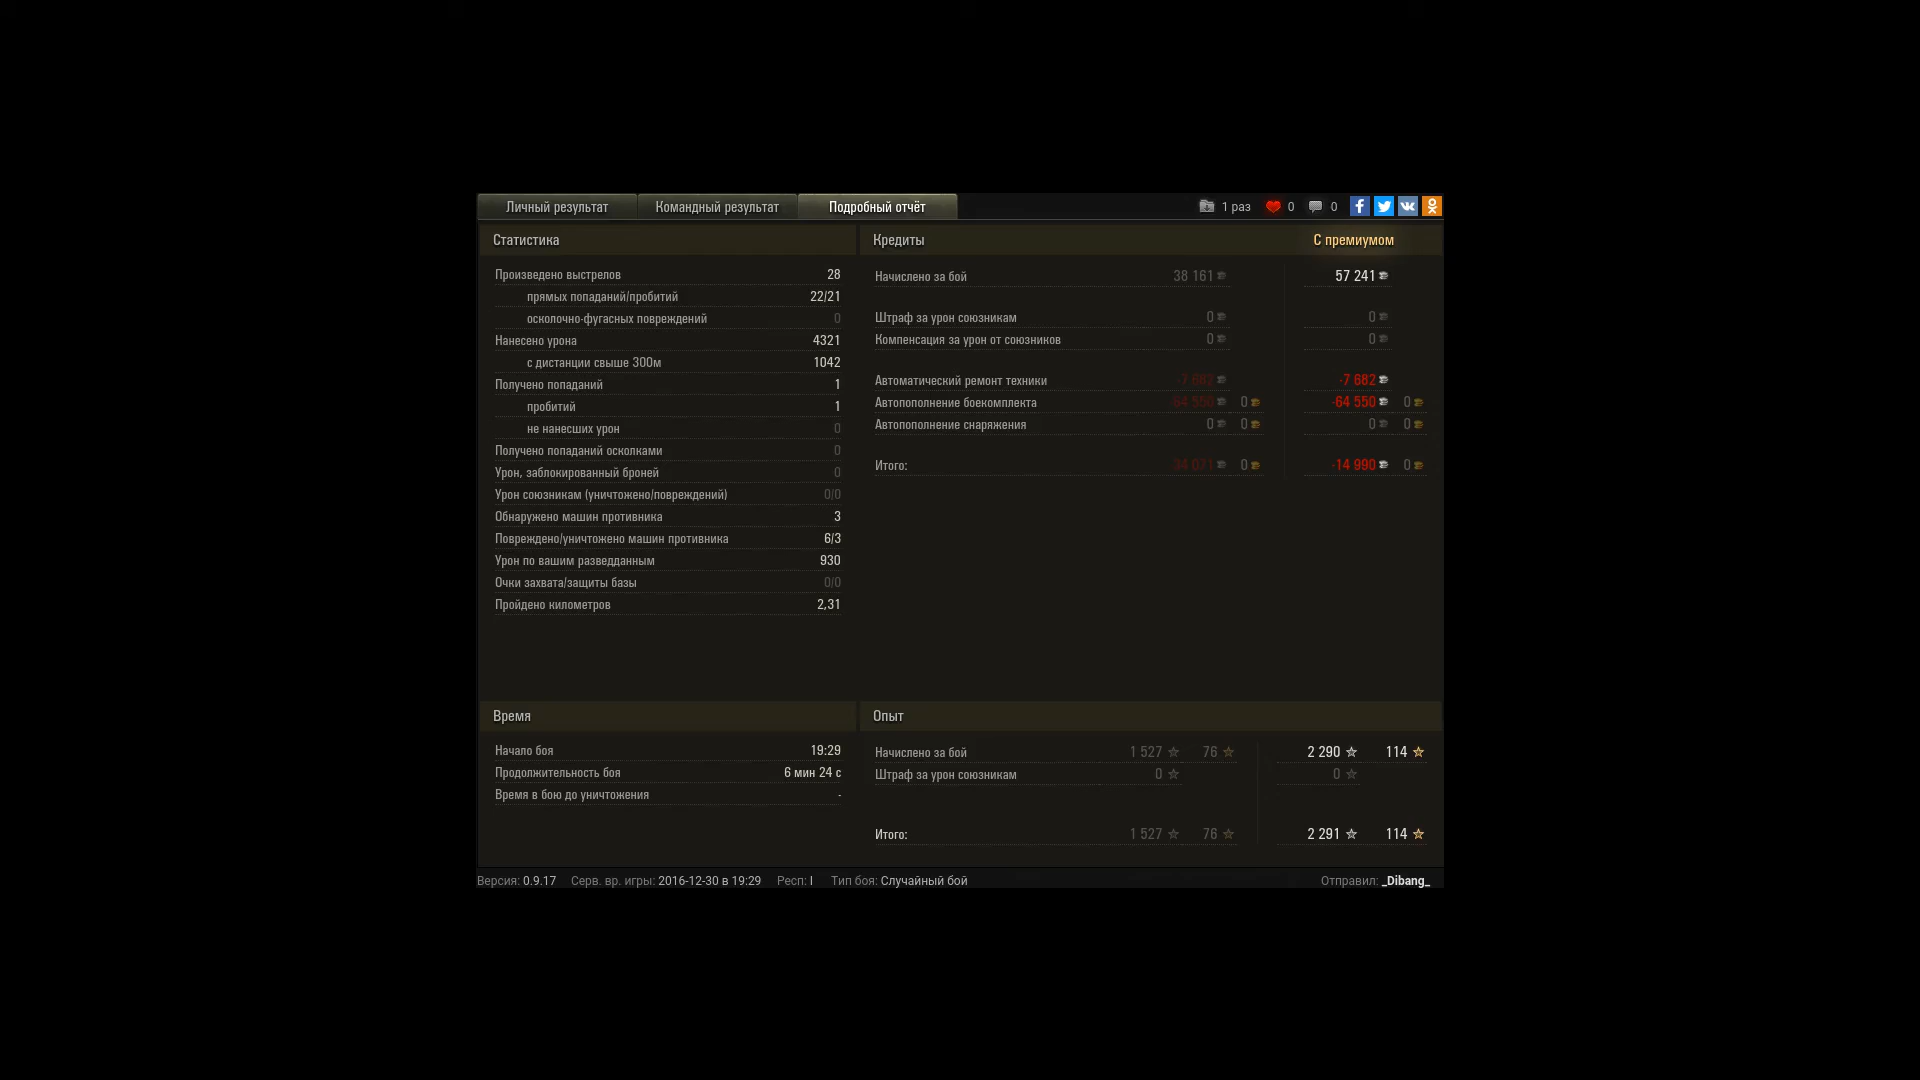 Личный результат Командный результат Подробный отчёт 1 раз 0 0
Статистика
Произведено выстрелов 28
прямых попаданий/пробитий 22/21
осколочно-фугасных повреждений 0
Нанесено урона 4321
с дистанции свыше 300м 1042
Получено попаданий 1
пробитий 1
не нанесших урон 0
Получено попаданий осколками 0
Урон, заблокированный броней 0
Урон союзникам (уничтожено/повреждений) 0/0
Обнаружено машин противника 3
Повреждено/уничтожено машин противника 6/3
Урон по вашим разведданным 930
Очки захвата/защиты базы 0/0
Пройдено километров 2,31
Кредиты С премиумом
Начислено за бой 38 161 57 241
Штраф за урон союзникам 0 0
Компенсация за урон от союзников 0 0
Автоматический ремонт техники -7 682 -7 682
Автопополнение боекомплекта -64 550 0 -64 550 0
Автопополнение снаряжения 0 0 0 0
Итого: -34 071 0 -14 990 0
Время
Начало боя 19:29
Продолжительность боя 6 мин 24 с
Время в бою до уничтожения -
Опыт
Начислено за бой 1 527 76 2 290 114
Штраф за урон союзникам 0 0
Итого: 1 527 76 2 291 114
Версия: 0.9.17 Серв. вр. игры: 2016-12-30 в 19:29 Респ: I Тип боя: Случайный бой Отправил: _Dibang_